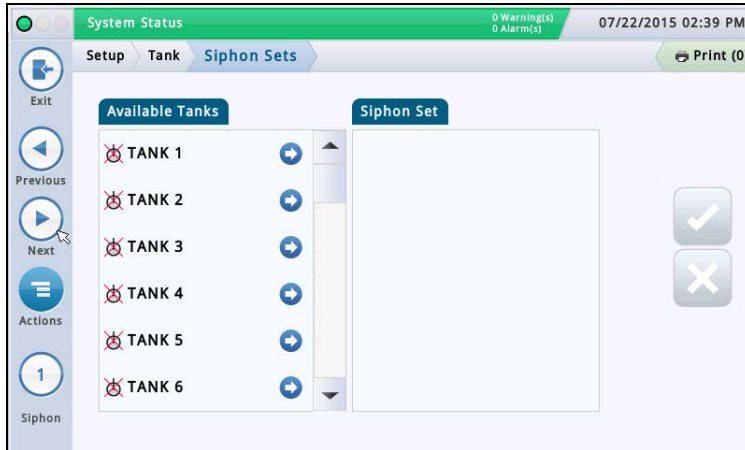 System Status
0 Warning(s)
0 Alarm(s)
07/22/2015 02:39 PM
Setup Tank Siphon Sets
Print (0
Exit
Previous
Next
Actions
1
Siphon
Available Tanks
TANK 1
TANK 2
TANK 3
TANK 4
TANK 5
TANK 6
Siphon Set